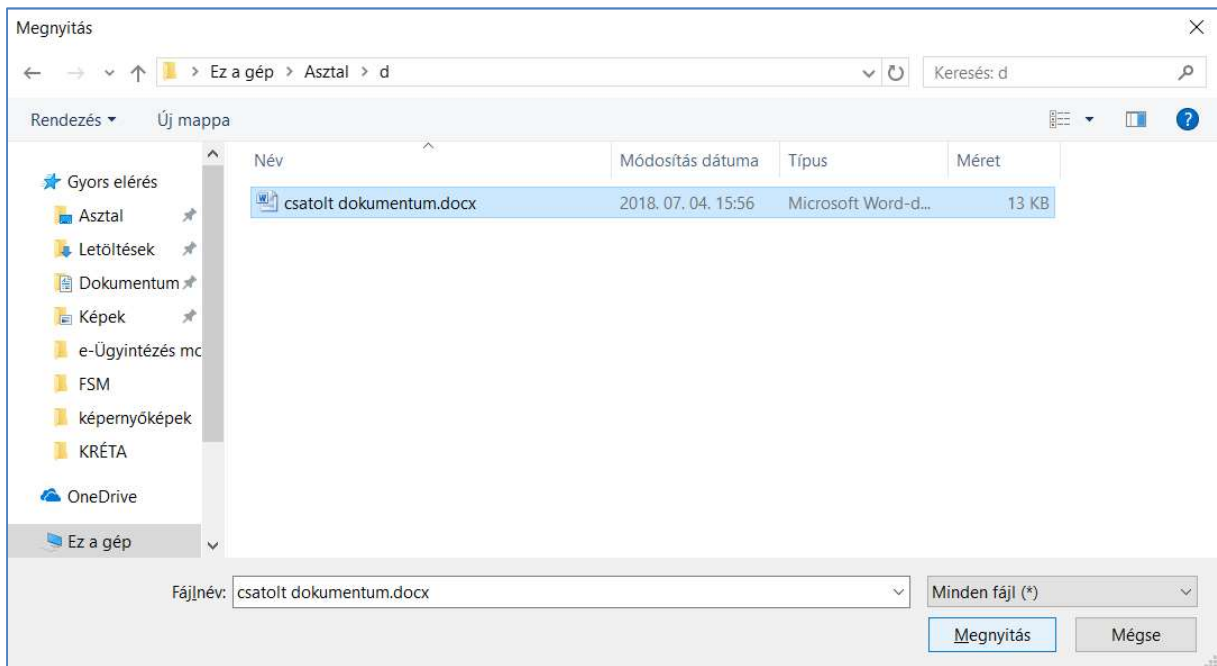 Megnyitás
Ez a gép > Asztal > d
Keresés: d
Rendezés
Új mappa
Név
Módosítás dátuma
Típus
Méret
csatolt dokumentum.docx
2018. 07. 04. 15:56
Microsoft Word-d...
13 KB
Gyors elérés
Asztal
Letöltések
Dokumentum
Képek
e-Ügyintézés mc
FSM
képernyőképek
KRÉTA
OneDrive
Ez a gép
Fájlnév: csatolt dokumentum.docx
Minden fájl (*)
Megnyitás
Mégse